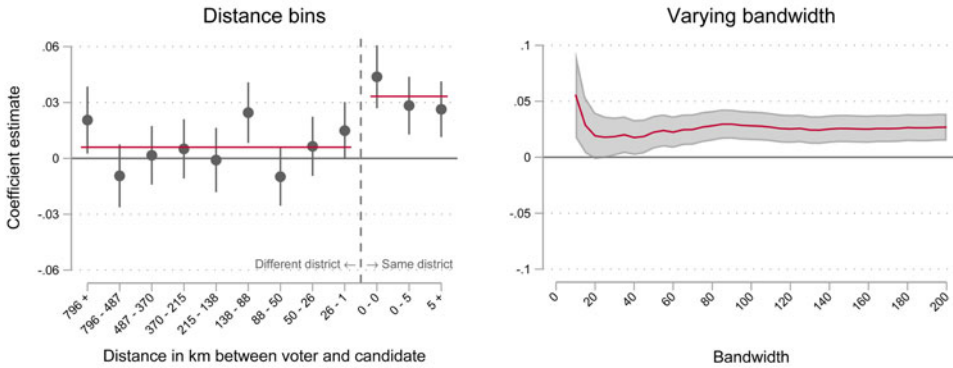 Distance bins
Varying bandwidth
Coefficient estimate
.06
.03
0
-.03
-.06
Different district ←
→ Same district
796 +
796 - 487
487 - 370
370 - 215
215 - 138
138 - 88
88 - 50
50 - 26
26 - 1
0 - 0
0 - 5
5 +
Distance in km between voter and candidate
.1
.05
0
-.05
-.1
0
20
40
60
80
100
120
140
160
180
200
Bandwidth